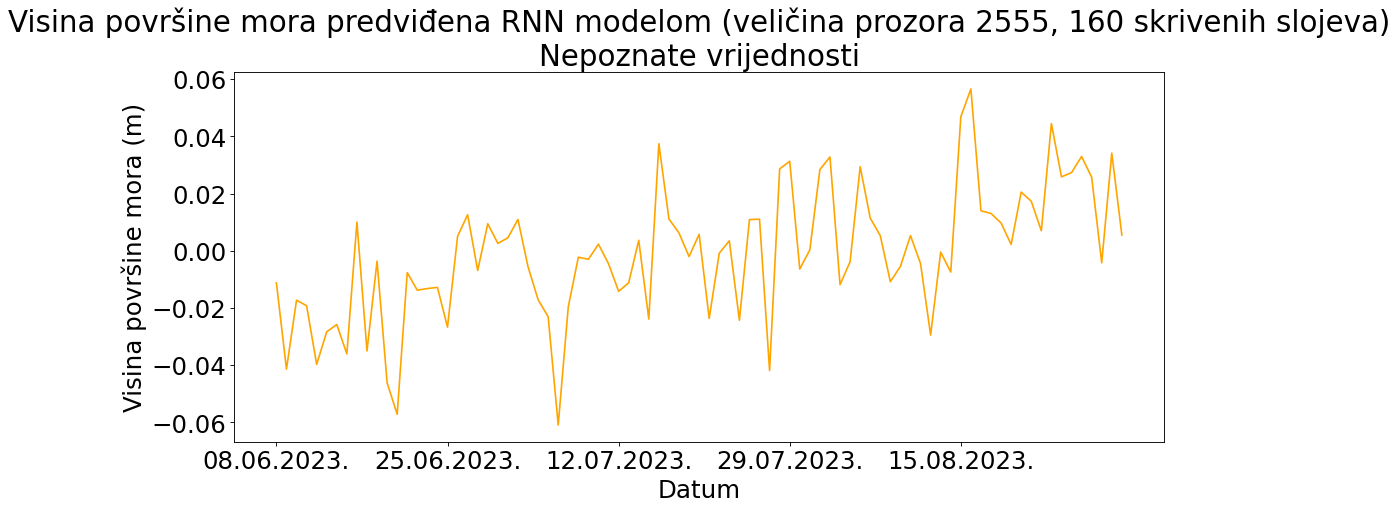 Visina površine mora predviđena RNN modelom (veličina prozora 2555, 160 skrivenih slojeva)
Nepoznate vrijednosti
Visina površine mora (m)
0.06
0.04
0.02
0.00
−0.02
−0.04
−0.06
08.06.2023. 25.06.2023. 12.07.2023. 29.07.2023. 15.08.2023.
Datum